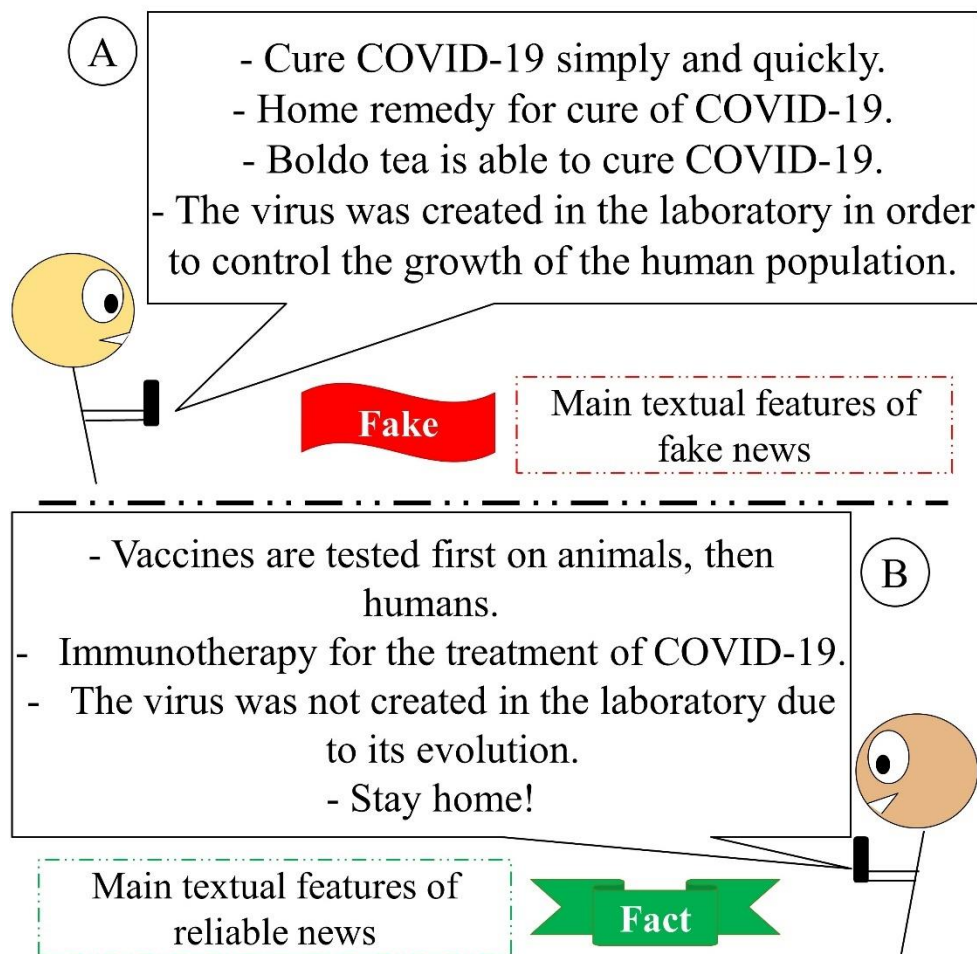 A
- Cure COVID-19 simply and quickly.
- Home remedy for cure of COVID-19.
- Boldo tea is able to cure COVID-19.
- The virus was created in the laboratory in order
to control the growth of the human population.
Fake
Main textual features of
fake news
- Vaccines are tested first on animals, then
humans.
- Immunotherapy for the treatment of COVID-19.
- The virus was not created in the laboratory due
to its evolution.
- Stay home!
B
Main textual features of
reliable news
Fact